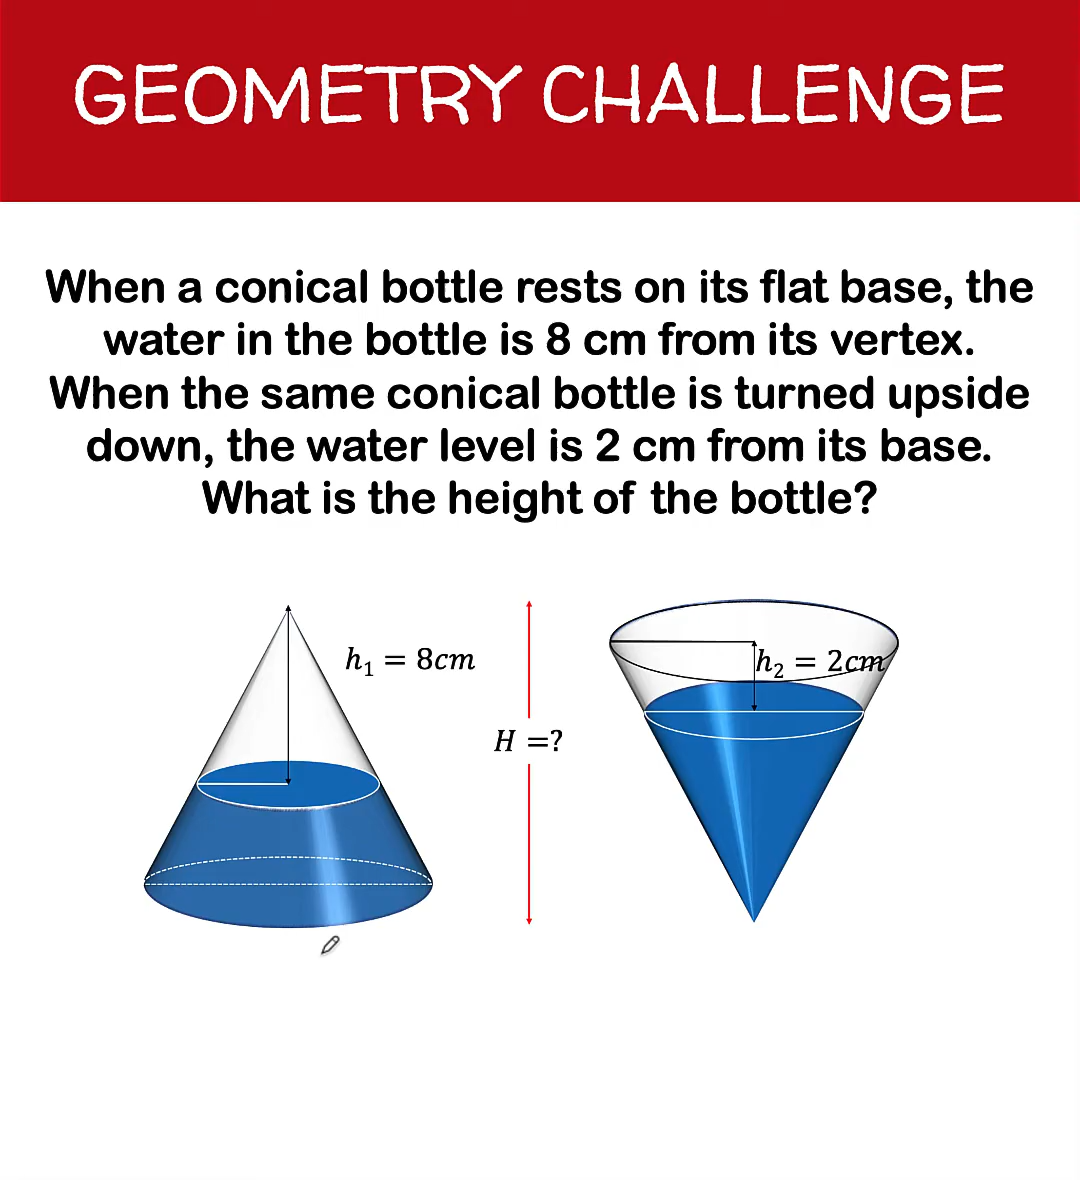 GEOMETRY CHALLENGE
When a conical bottle rests on its flat base, the
water in the bottle is 8 cm from its vertex.
When the same conical bottle is turned upside
down, the water level is 2 cm from its base.
What is the height of the bottle?
h₁ = 8cm
h₂ = 2cm
H =?